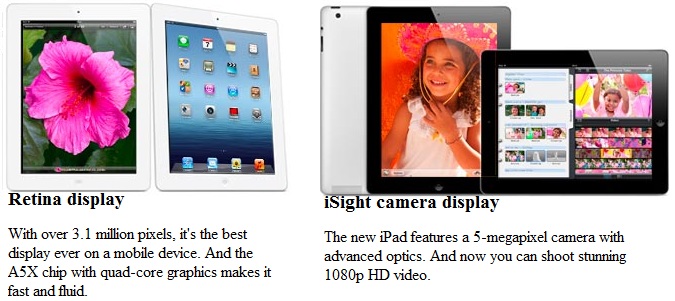 Retina display
With over 3.1 million pixels, it's the best
display ever on a mobile device. And the
A5X chip with quad-core graphics makes it
fast and fluid.
iSight camera display
The new iPad features a 5-megapixel camera with
advanced optics. And now you can shoot stunning
1080p HD video.